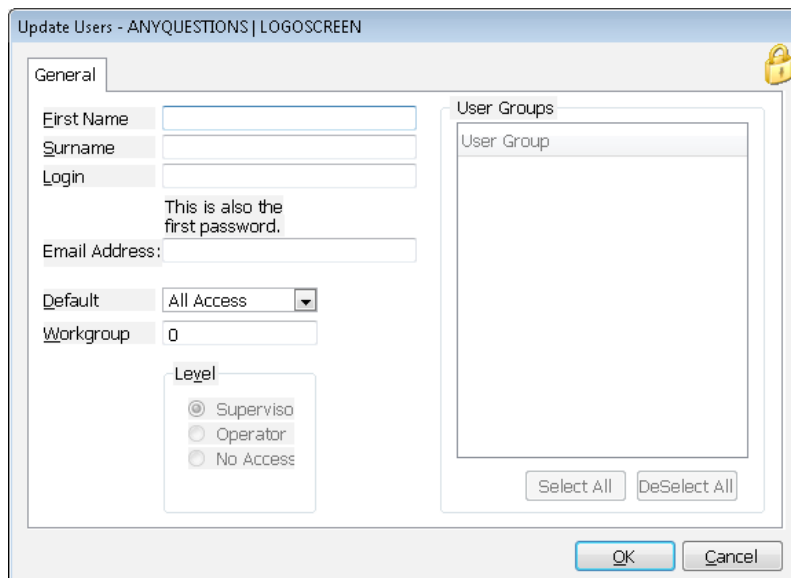 Update Users - ANYQUESTIONS | LOGOSCREEN
General
First Name
Surname
Login
This is also the
first password.
Email Address:
Default
All Access
Workgroup
0
Level
Superviso
Operator
No Access
User Groups
User Group
Select All
DeSelect All
OK
Cancel